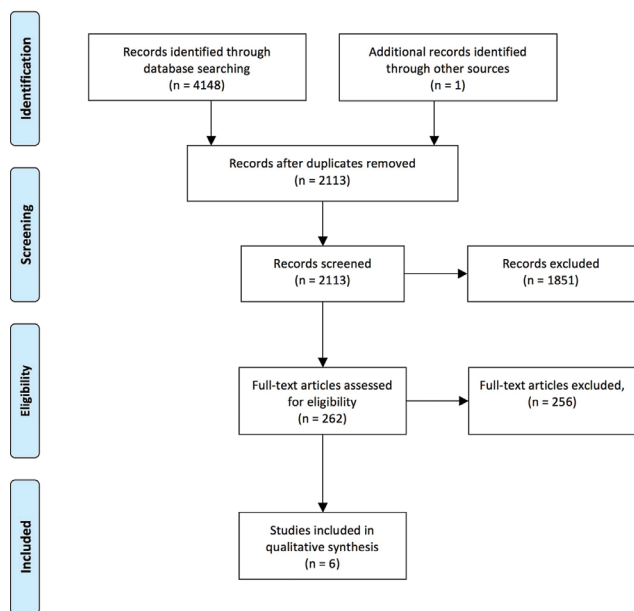 Identification
Records identified through
database searching
(n = 4148)
Additional records identified
through other sources
(n = 1)
Records after duplicates removed
(n = 2113)
Screening
Records screened
(n = 2113)
Records excluded
(n = 1851)
Eligibility
Full-text articles assessed
for eligibility
(n = 262)
Full-text articles excluded,
(n = 256)
Included
Studies included in
qualitative synthesis
(n = 6)